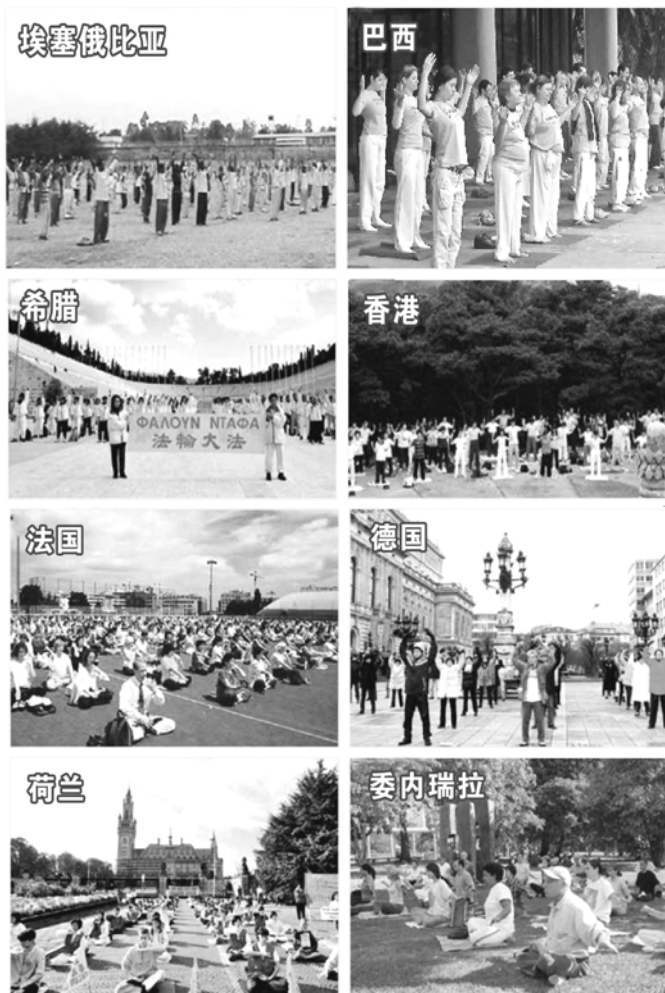 埃塞俄比亚
巴西
希腊
ΦΑΛΟΥΝ ΝΤΑΦΑ
法輪大法
香港
法国
德国
荷兰
委内瑞拉